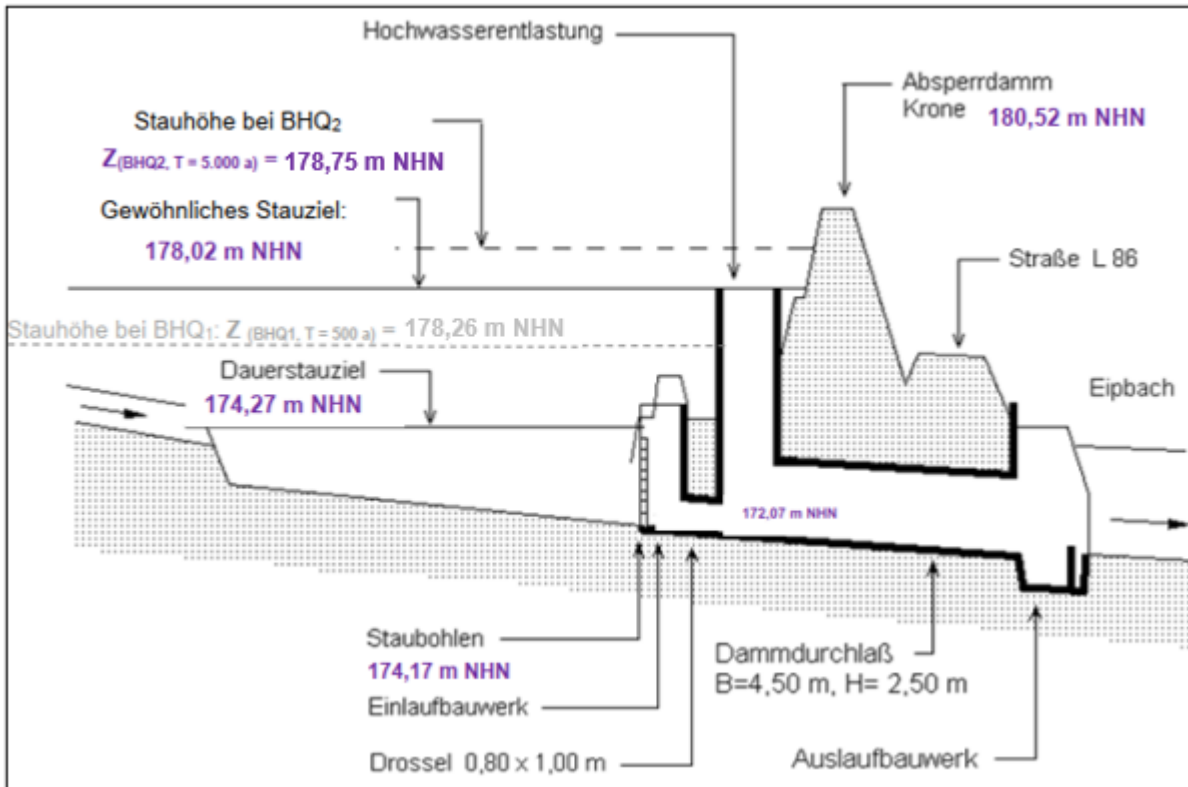 Hochwasserentlastung
Absperrdamm
Krone 180,52 m NHN
Stauhöhe bei BHQ₂
Z(BHQ2, T = 5.000 a) = 178,75 m NHN
Gewöhnliches Stauziel:
178,02 m NHN
Straße L 86
Stauhöhe bei BHQ₁: Z (BHQ1, T = 500 a) = 178,26 m NHN
Dauerstauziel
174,27 m NHN
Eipbach
172,07 m NHN
Staubohlen
174,17 m NHN
Einlaufbauwerk
Drossel 0,80 x 1,00 m
Dammdurchlaß
B=4,50 m, H= 2,50 m
Auslaufbauwerk